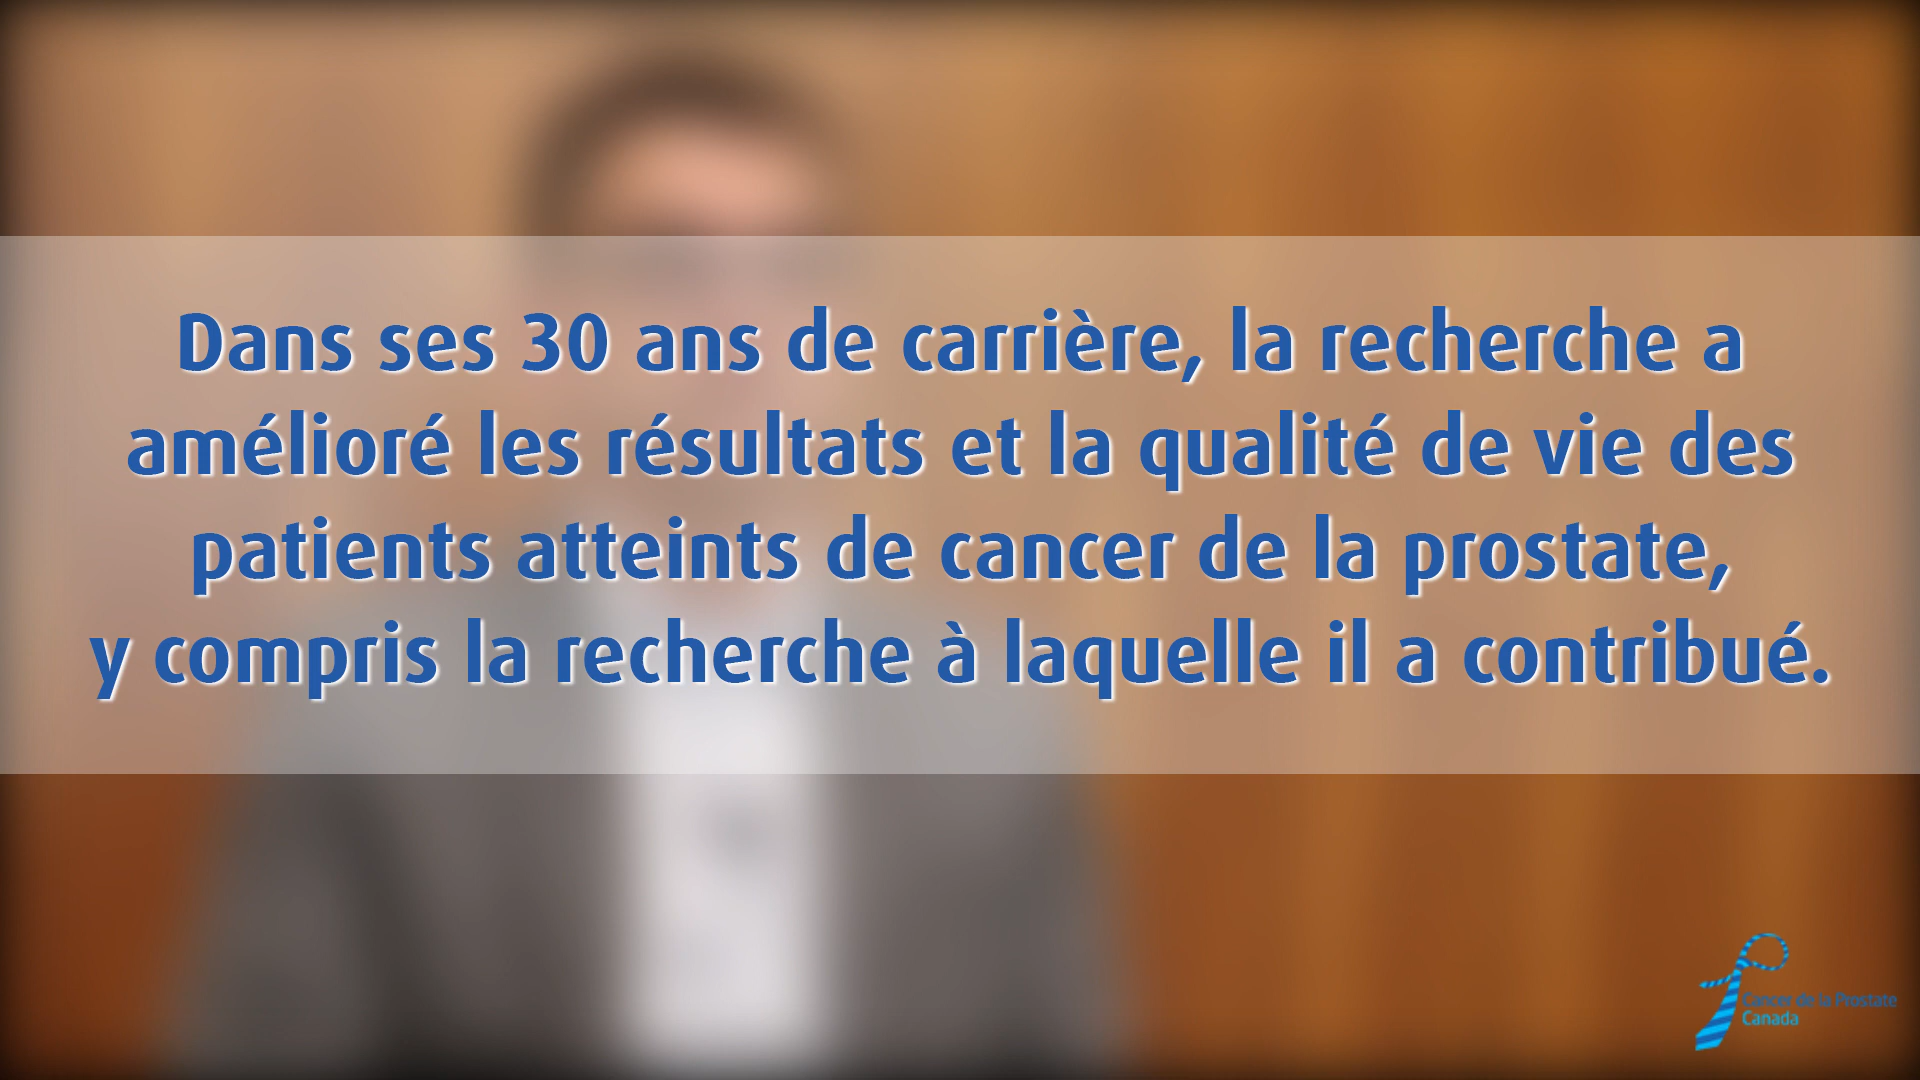 Dans ses 30 ans de carrière, la recherche a
amélioré les résultats et la qualité de vie des
patients atteints de cancer de la prostate,
y compris la recherche à laquelle il a contribué.
Cancer de la Prostate
Canada